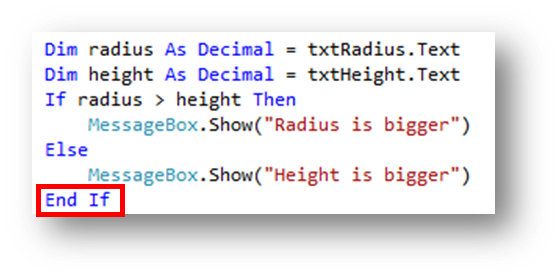 Dim radius As Decimal = txtRadius.Text
Dim height As Decimal = txtHeight.Text
If radius > height Then
    MessageBox.Show("Radius is bigger")
Else
    MessageBox.Show("Height is bigger")
End If